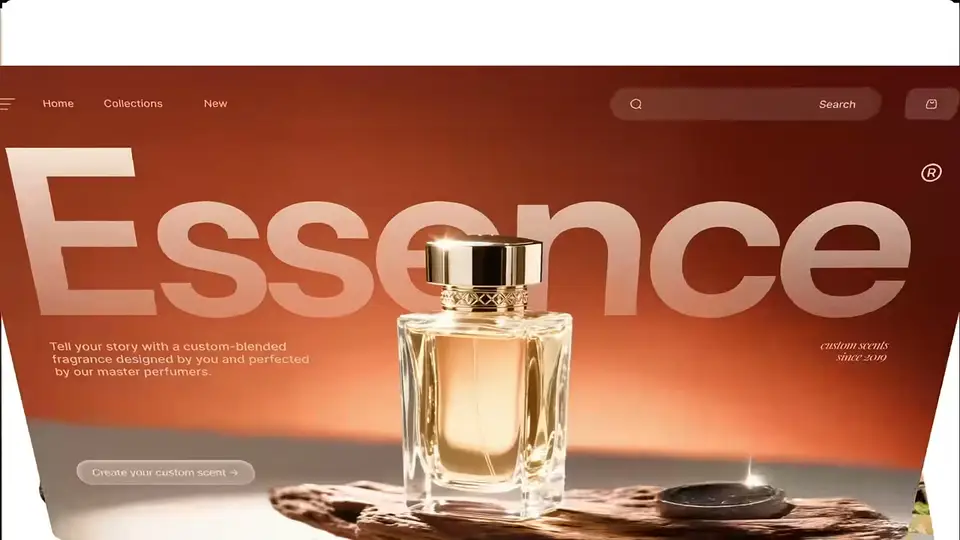 Home Collections New Search
Essence
®
Tell your story with a custom-blended
fragrance designed by you and perfected
by our master perfumers.
custom scents
since 2019
Create your custom scent →